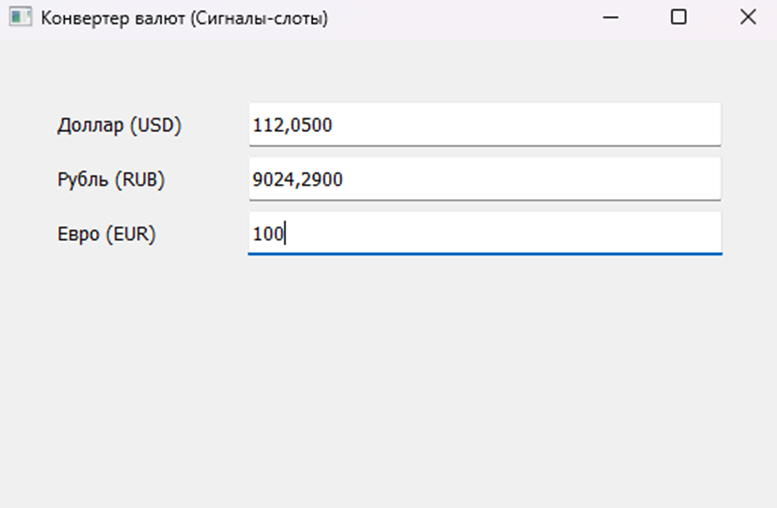 Конвертер валют (Сигналы-слоты)
Доллар (USD) 112,0500
Рубль (RUB) 9024,2900
Евро (EUR) 100